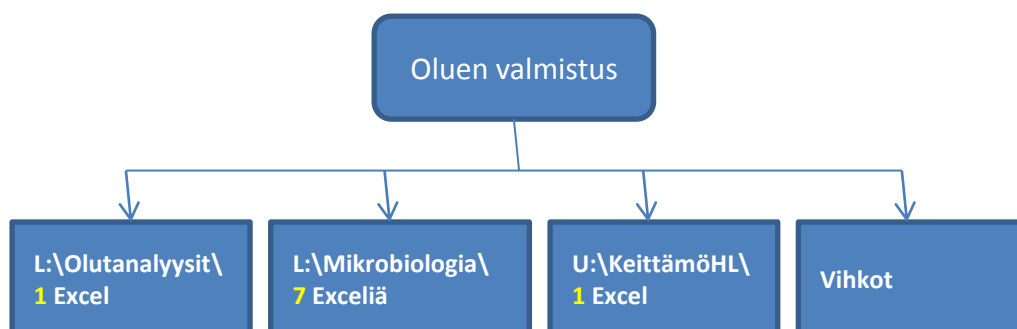 Oluen valmistus
L:\Olutanalyysit\
1 Excel
L:\Mikrobiologia\
7 Exceliä
U:\KeittämöHL\
1 Excel
Vihkot